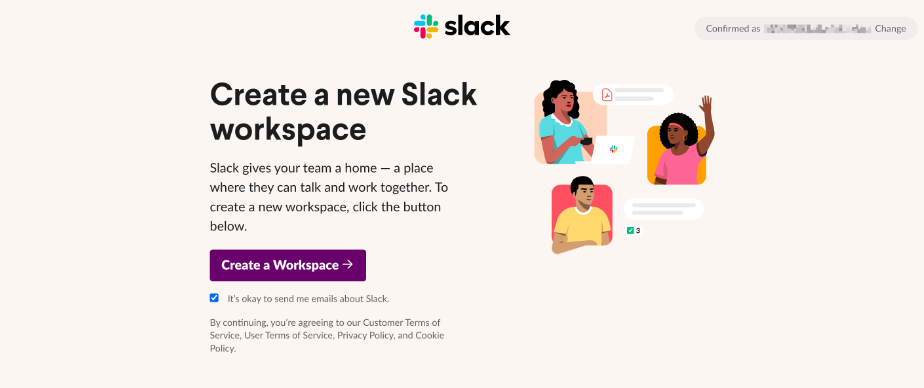 slack
Confirmed as Change
Create a new Slack
workspace
Slack gives your team a home — a place
where they can talk and work together. To
create a new workspace, click the button
below.
Create a Workspace →
It's okay to send me emails about Slack.
By continuing, you're agreeing to our Customer Terms of
Service, User Terms of Service, Privacy Policy, and Cookie
Policy.
3